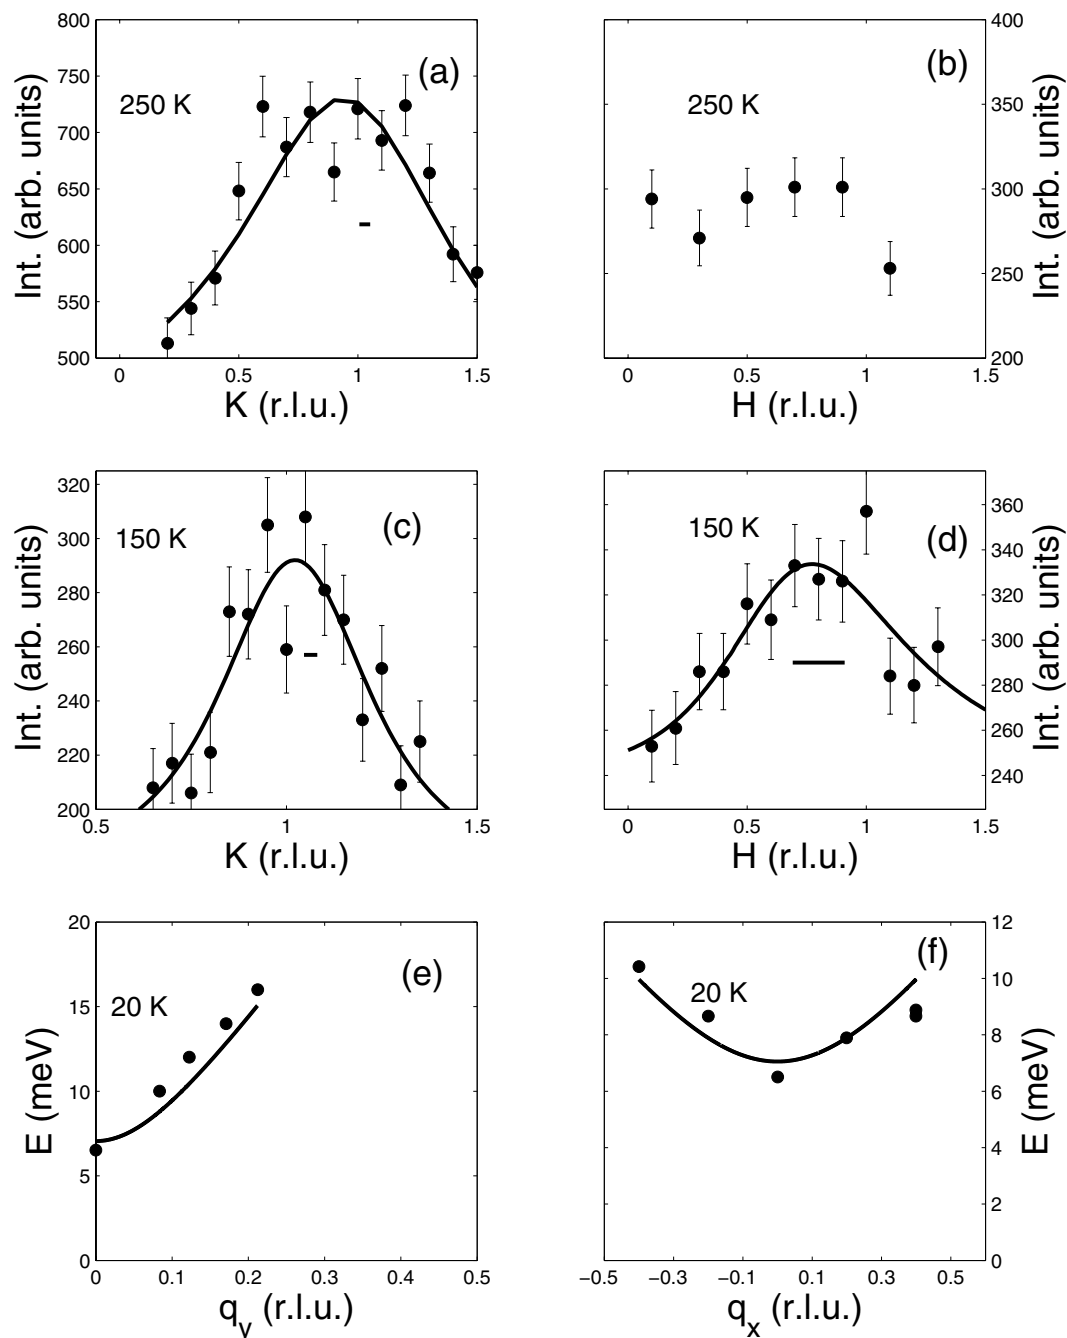 800
750
700
650
600
550
500
Int. (arb. units)
250 K
(a)
0
0.5
1
1.5
K (r.l.u.)
400
300
200
Int. (arb. units)
250 K
(b)
0
0.5
1
1.5
H (r.l.u.)
320
300
280
260
240
220
200
Int. (arb. units)
150 K
(c)
0.5
1
1.5
K (r.l.u.)
360
340
320
300
280
260
240
Int. (arb. units)
150 K
(d)
0
0.5
1
1.5
H (r.l.u.)
20
15
10
5
0
E (meV)
20 K
(e)
0
0.1
0.2
0.3
0.4
0.5
q_y (r.l.u.)
12
10
8
6
4
2
0
E (meV)
20 K
(f)
−0.5
−0.3
−0.1
0.1
0.3
0.5
q_x (r.l.u.)